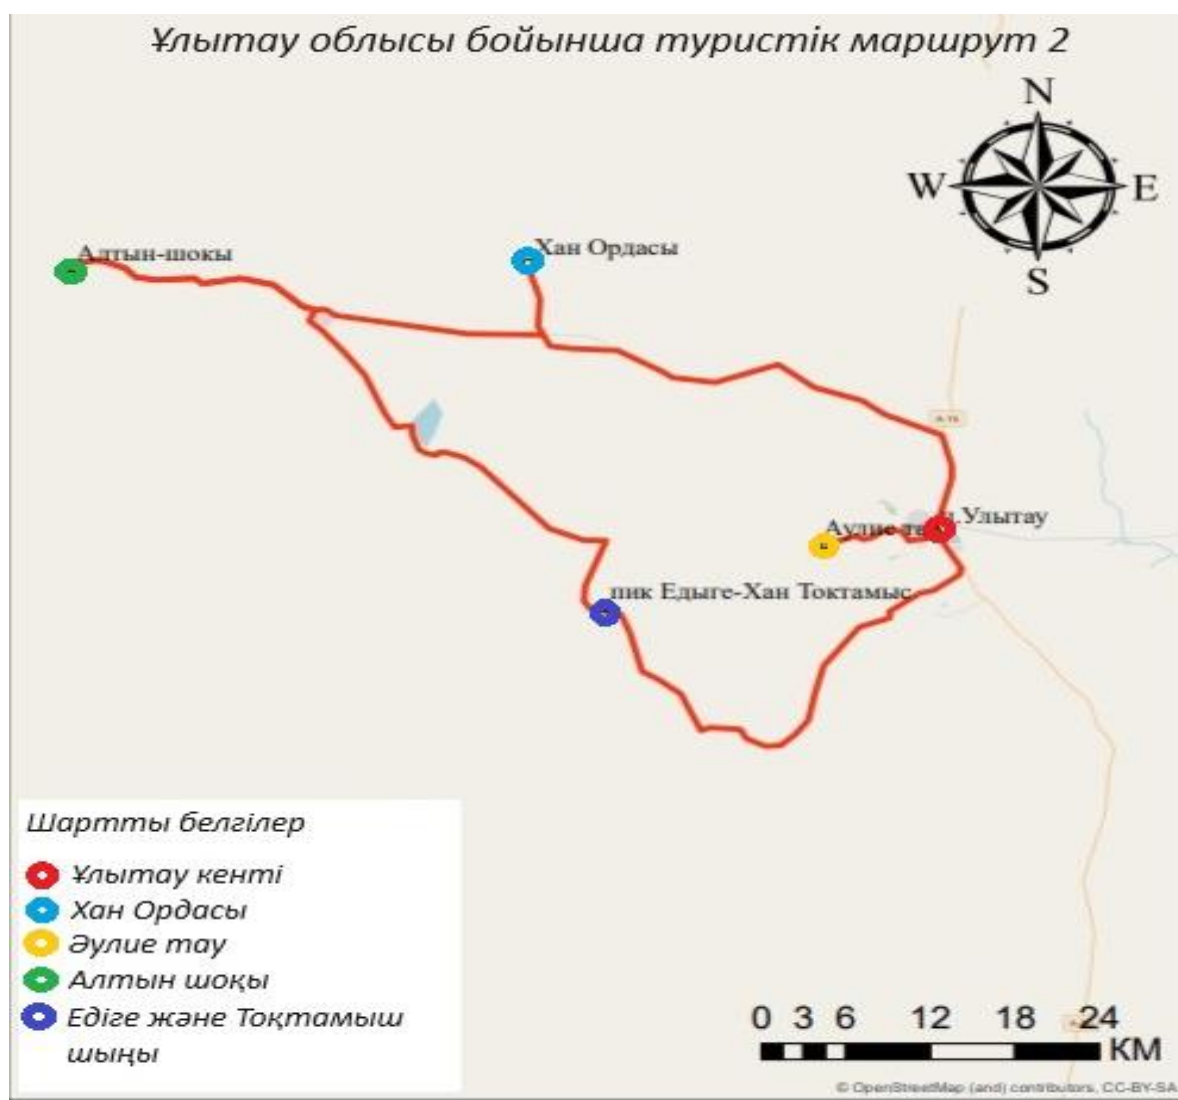 Ұлытау облысы бойынша туристік маршрут 2
N
W
E
S
Алтын-шокы
Хан Ордасы
Аулие
Улытау
пик Едыге-Хан Токтамыс
Шартты белгілер
Ұлытау кенті
Хан Ордасы
Әулие тау
Алтын шоқы
Едіге және Тоқтамыш
шыңы
0 3 6 12 18 24
КМ
© OpenStreetMap (and) contributors, CC-BY-SA